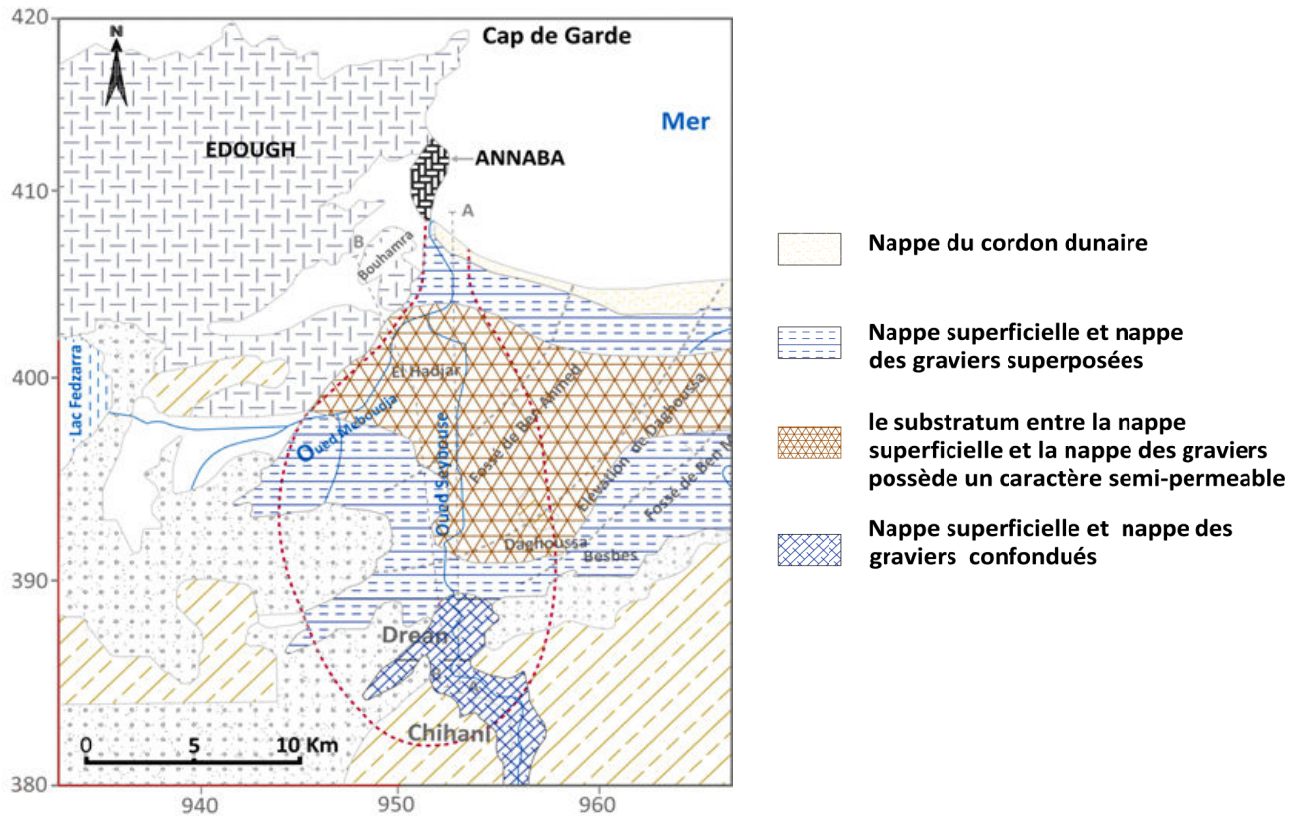 420
N
Cap de Garde
Mer
EDOUGH
ANNABA
410
A
B
Bouhamra
400
Lac Fedzarra
El Hadjar
Oued Meboudja
Oued Seybouse
Fosse de Ben Ahmed
Elévation de Daghoussa
Fosse de Ben M
Daghoussa
Besbes
390
Drean
B
A
Chihani
0 5 10 Km
380
940 950 960
Nappe du cordon dunaire
Nappe superficielle et nappe
des graviers superposées
le substratum entre la nappe
superficielle et la nappe des graviers
possède un caractère semi-permeable
Nappe superficielle et nappe des
graviers confondués